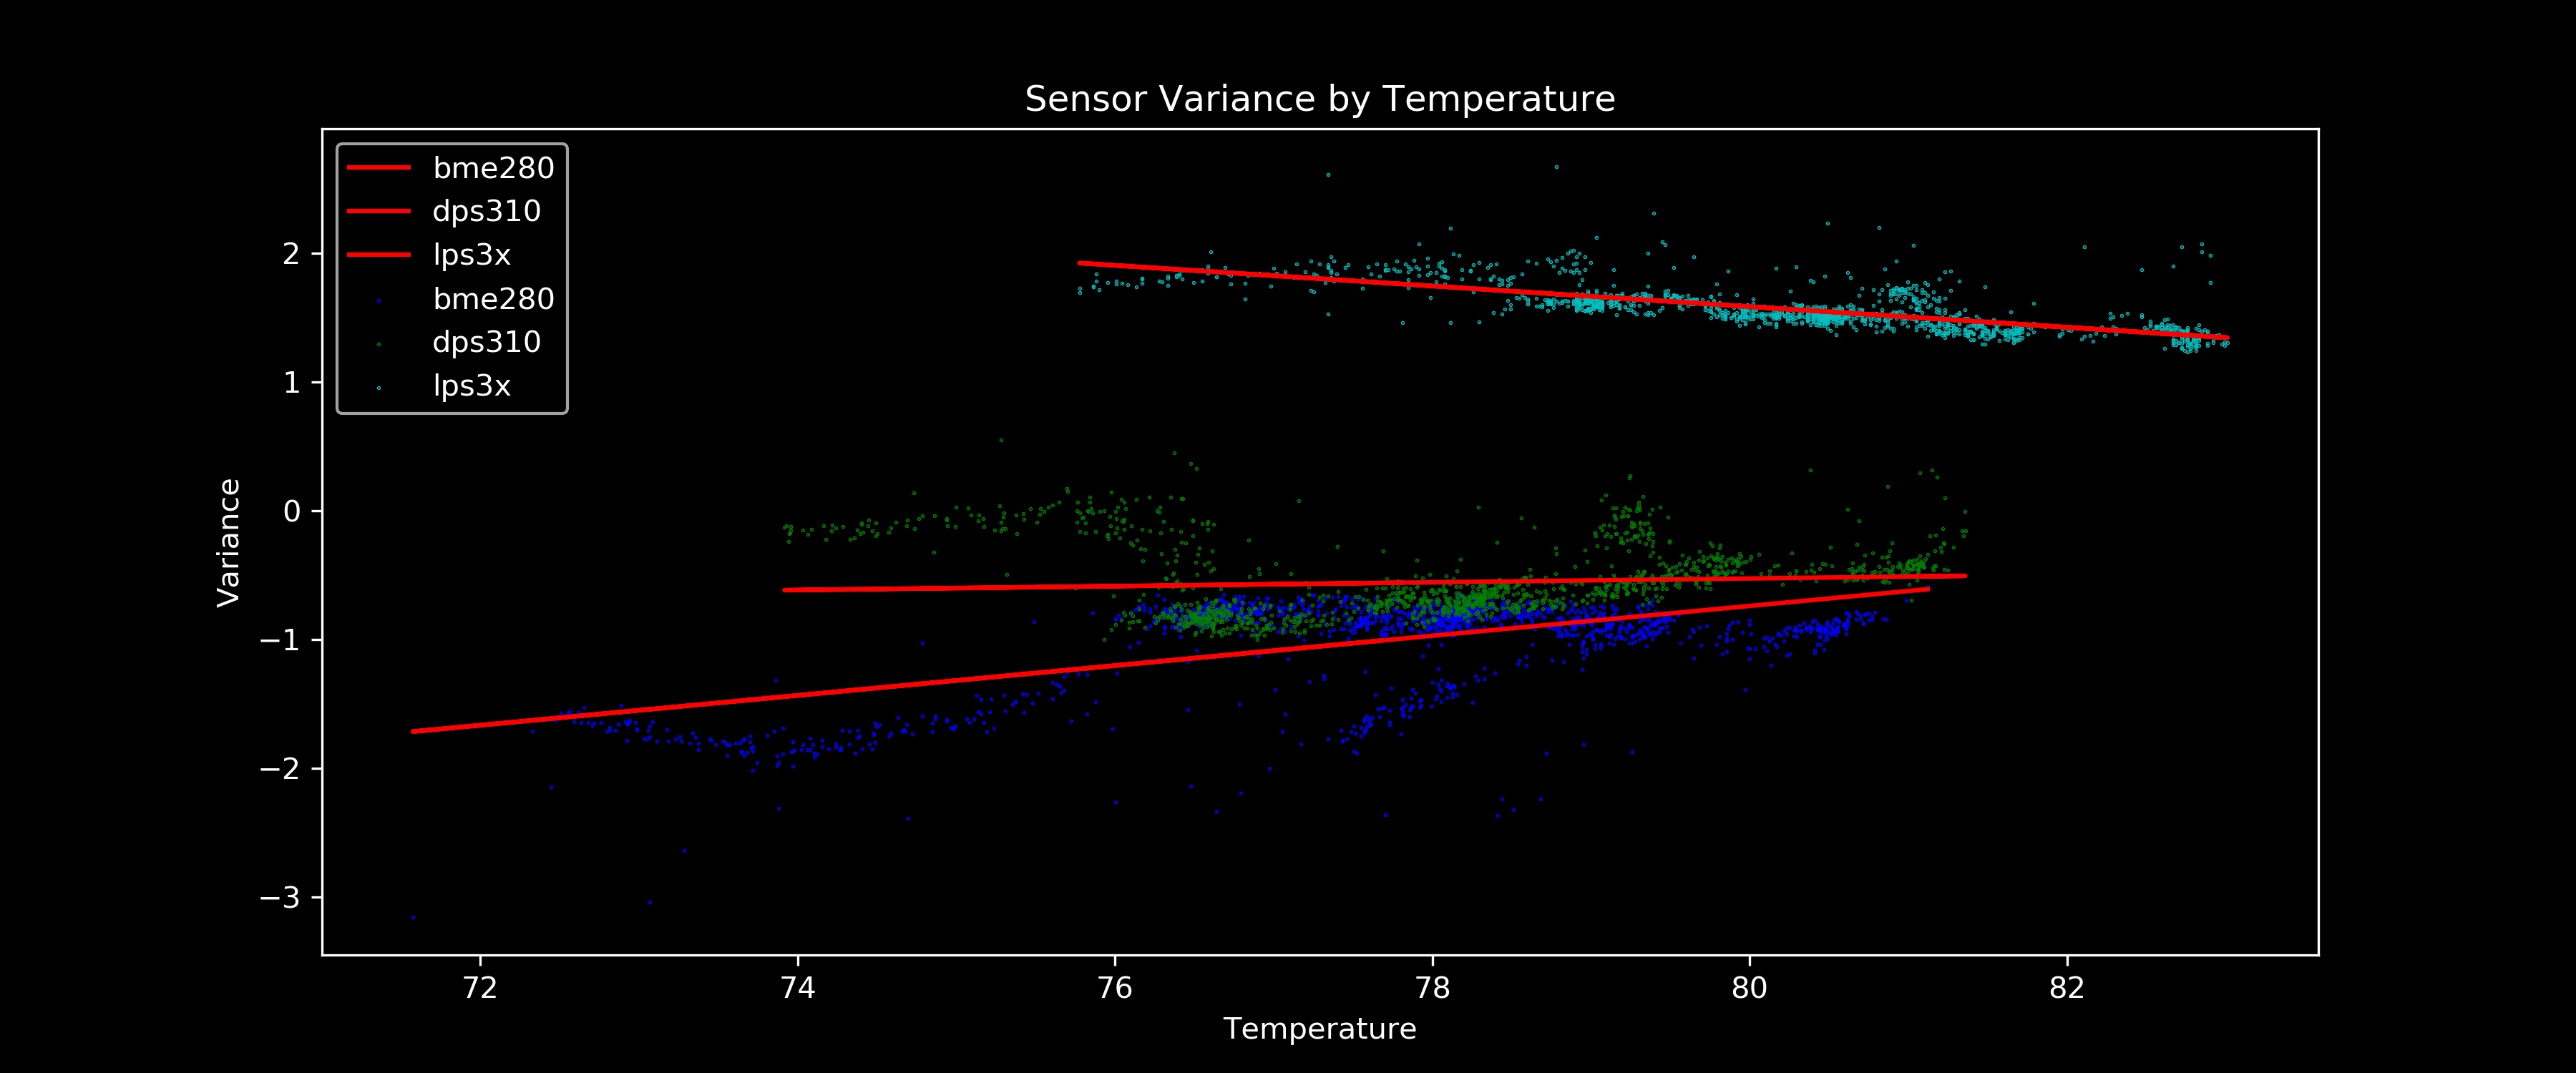 Sensor Variance by Temperature
bme280
dps310
lps3x
bme280
dps310
lps3x
Variance
2
1
0
−1
−2
−3
72 74 76 78 80 82
Temperature